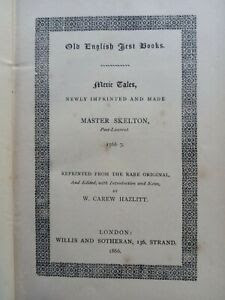 Old English Jest Books.
Merie Tales,
NEWLY IMPRINTED AND MADE
MASTER SKELTON,
Poet-Laureat.
1566-7.
REPRINTED FROM THE RARE ORIGINAL,
And Edited, with Introduction and Notes,
BY
W. CAREW HAZLITT.
LONDON:
WILLIS AND SOTHERAN, 136, STRAND.
1866.